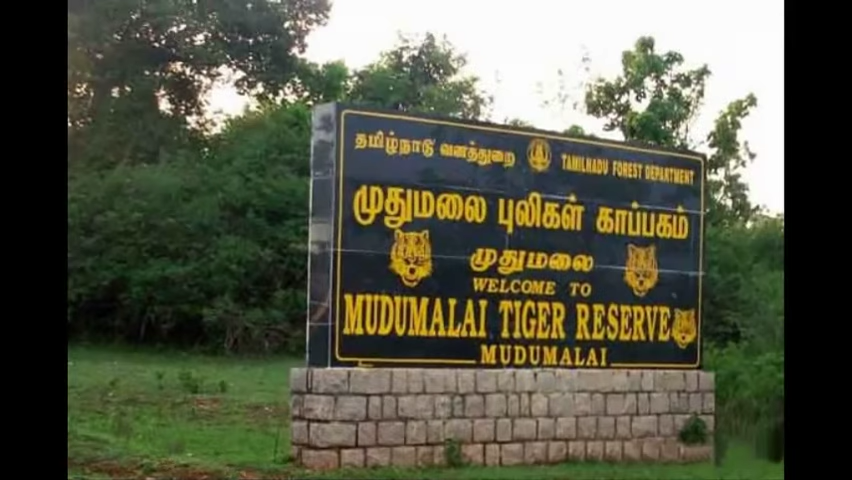 தமிழ்நாடு வனத்துறை TAMILNADU FOREST DEPARTMENT
முதுமலை புலிகள் காப்பகம்
முதுமலை
WELCOME TO
MUDUMALAI TIGER RESERVE
MUDUMALAI